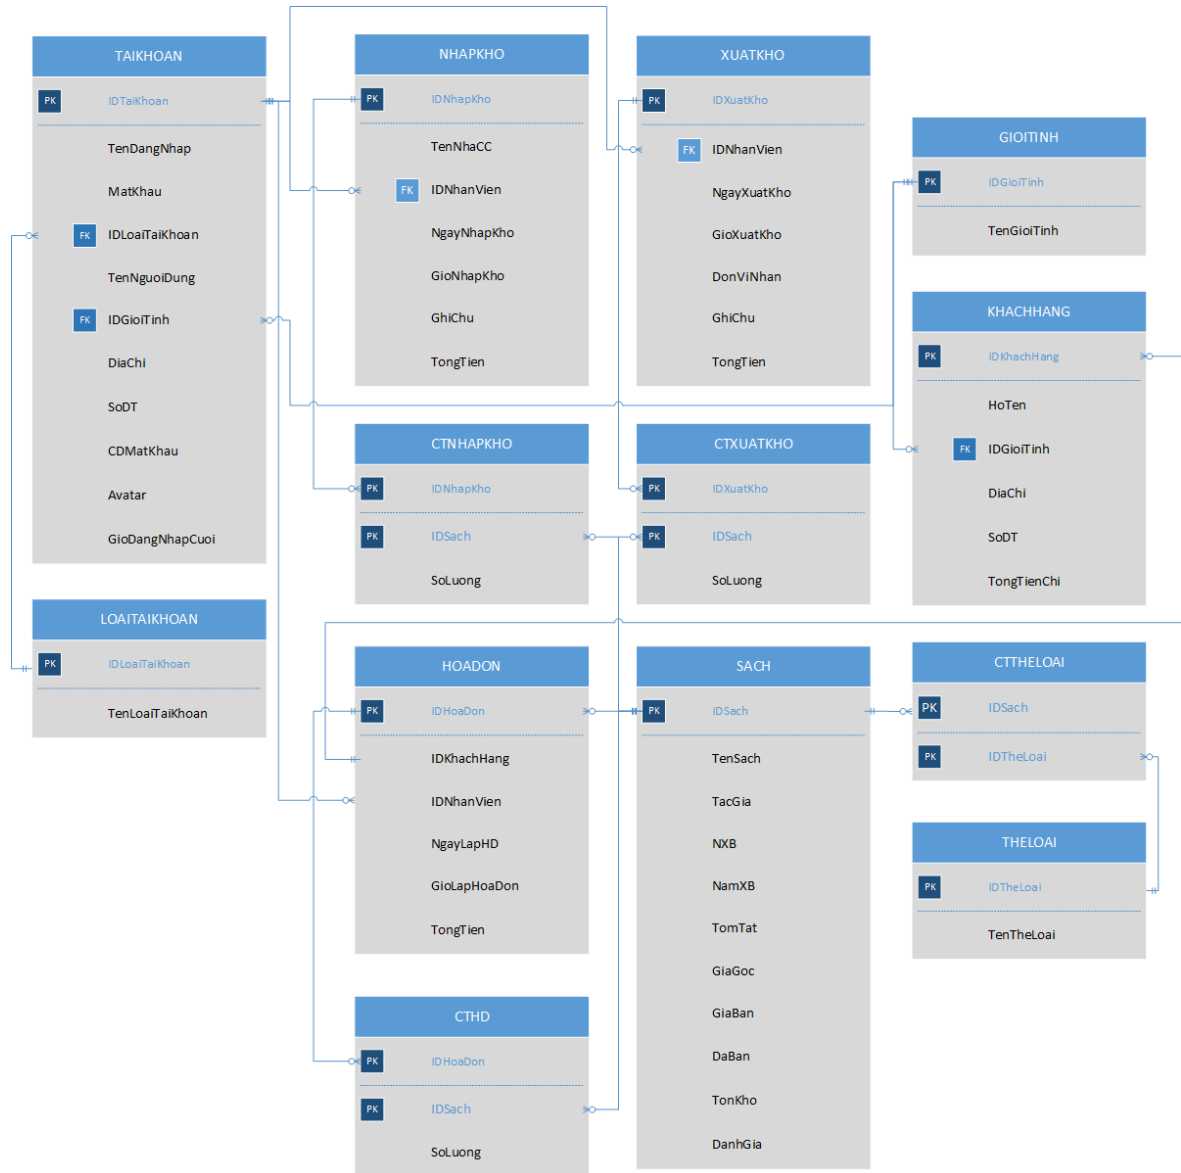 TAIKHOAN
PK IDTaiKhoan
TenDangNhap
MatKhau
FK IDLoaiTaiKhoan
TenNguoiDung
FK IDGioiTinh
DiaChi
SoDT
CDMatKhau
Avatar
GioDangNhapCuoi
LOAITAIKHOAN
PK IDLoaiTaiKhoan
TenLoaiTaiKhoan
NHAPKHO
PK IDNhapKho
TenNhaCC
FK IDNhanVien
NgayNhapKho
GioNhapKho
GhiChu
TongTien
CTNHAPKHO
PK IDNhapKho
PK IDSach
SoLuong
HOADON
PK IDHoaDon
IDKhachHang
IDNhanVien
NgayLapHD
GioLapHoaDon
TongTien
CTHD
PK IDHoaDon
PK IDSach
SoLuong
XUATKHO
PK IDXuatKho
FK IDNhanVien
NgayXuatKho
GioXuatKho
DonViNhan
GhiChu
TongTien
CTXUATKHO
PK IDXuatKho
PK IDSach
SoLuong
SACH
PK IDSach
TenSach
TacGia
NXB
NamXB
TomTat
GiaGoc
GiaBan
DaBan
TonKho
DanhGia
GIOITINH
PK IDGioiTinh
TenGioiTinh
KHACHHANG
PK IDKhachHang
HoTen
FK IDGioiTinh
DiaChi
SoDT
TongTienChi
CTTHELOAI
PK IDSach
PK IDTheLoai
THELOAI
PK IDTheLoai
TenTheLoai